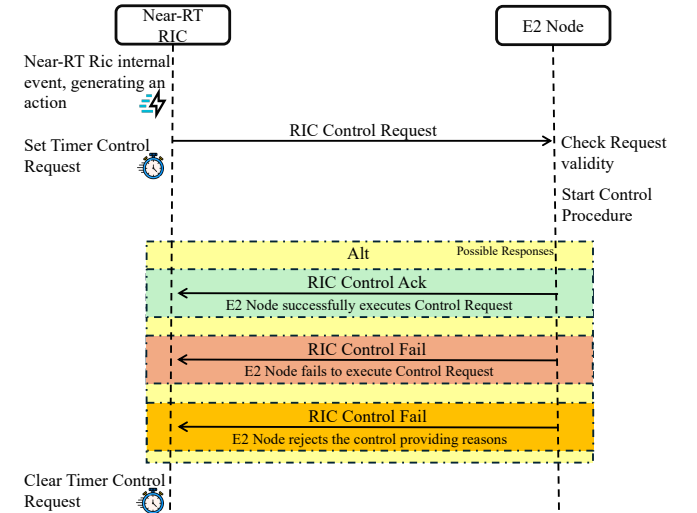 Near-RT
RIC
E2 Node
Near-RT Ric internal
event, generating an
action
RIC Control Request
Set Timer Control
Request
Check Request
validity
Start Control
Procedure
Alt
Possible Responses
RIC Control Ack
E2 Node successfully executes Control Request
RIC Control Fail
E2 Node fails to execute Control Request
RIC Control Fail
E2 Node rejects the control providing reasons
Clear Timer Control
Request